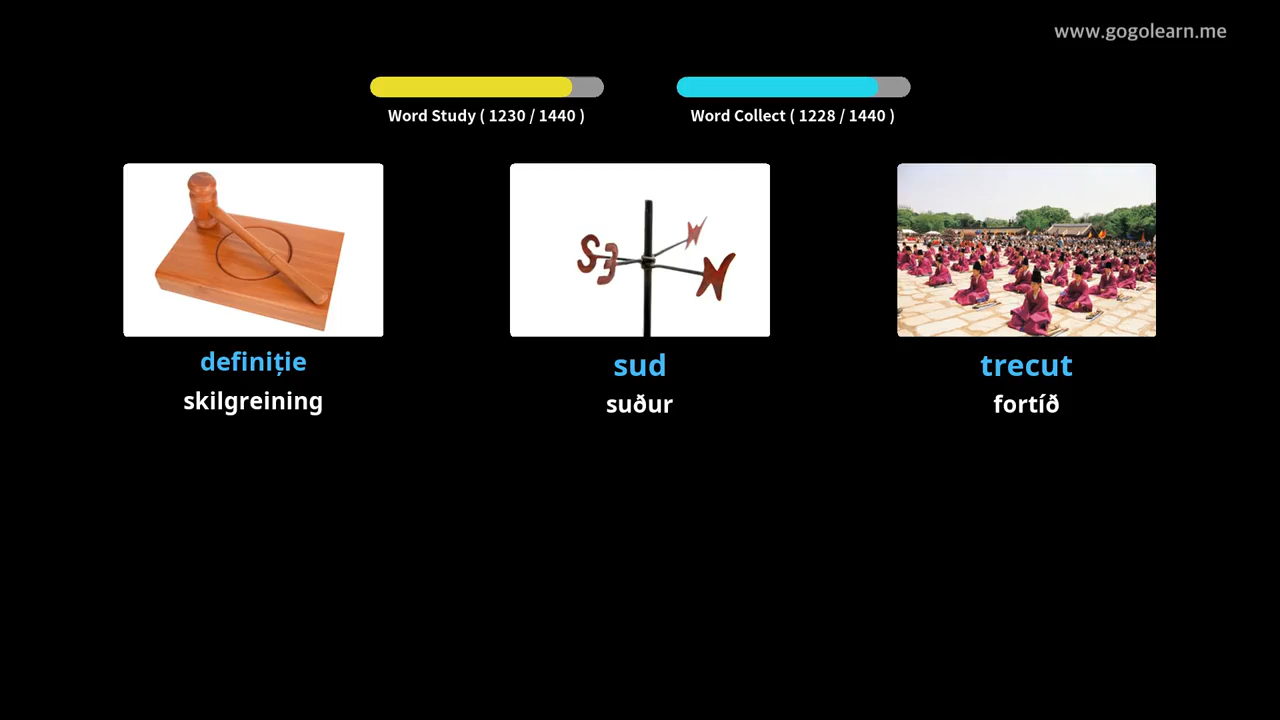 www.gogolearn.me
Word Study ( 1230 / 1440 )
Word Collect ( 1228 / 1440 )
S E N W
definiție
skilgreining
sud
suður
trecut
fortíð